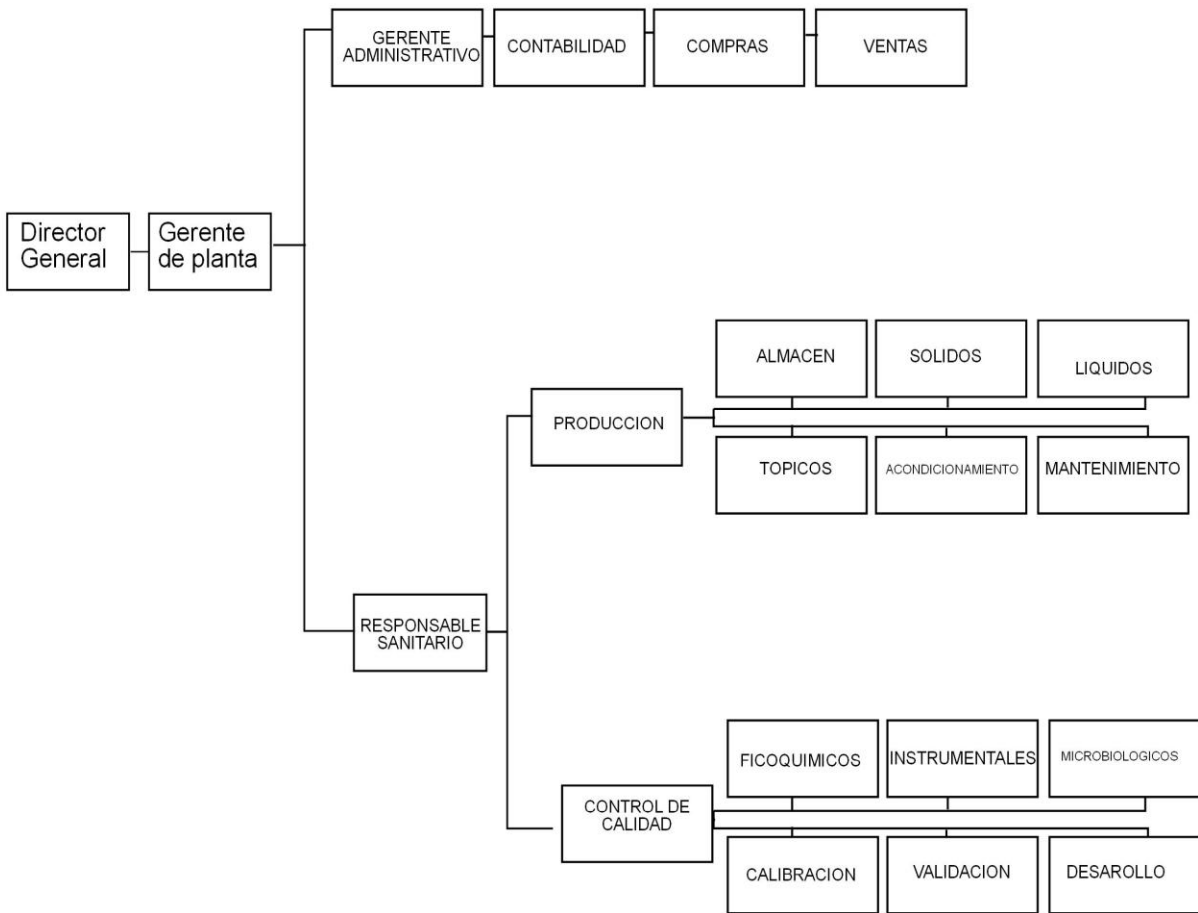 GERENTE
ADMINISTRATIVO
CONTABILIDAD
COMPRAS
VENTAS
Director
General
Gerente
de planta
ALMACEN
SOLIDOS
LIQUIDOS
PRODUCCION
TOPICOS
ACONDICIONAMIENTO
MANTENIMIENTO
RESPONSABLE
SANITARIO
FICOQUIMICOS
INSTRUMENTALES
MICROBIOLOGICOS
CONTROL DE
CALIDAD
CALIBRACION
VALIDACION
DESAROLLO